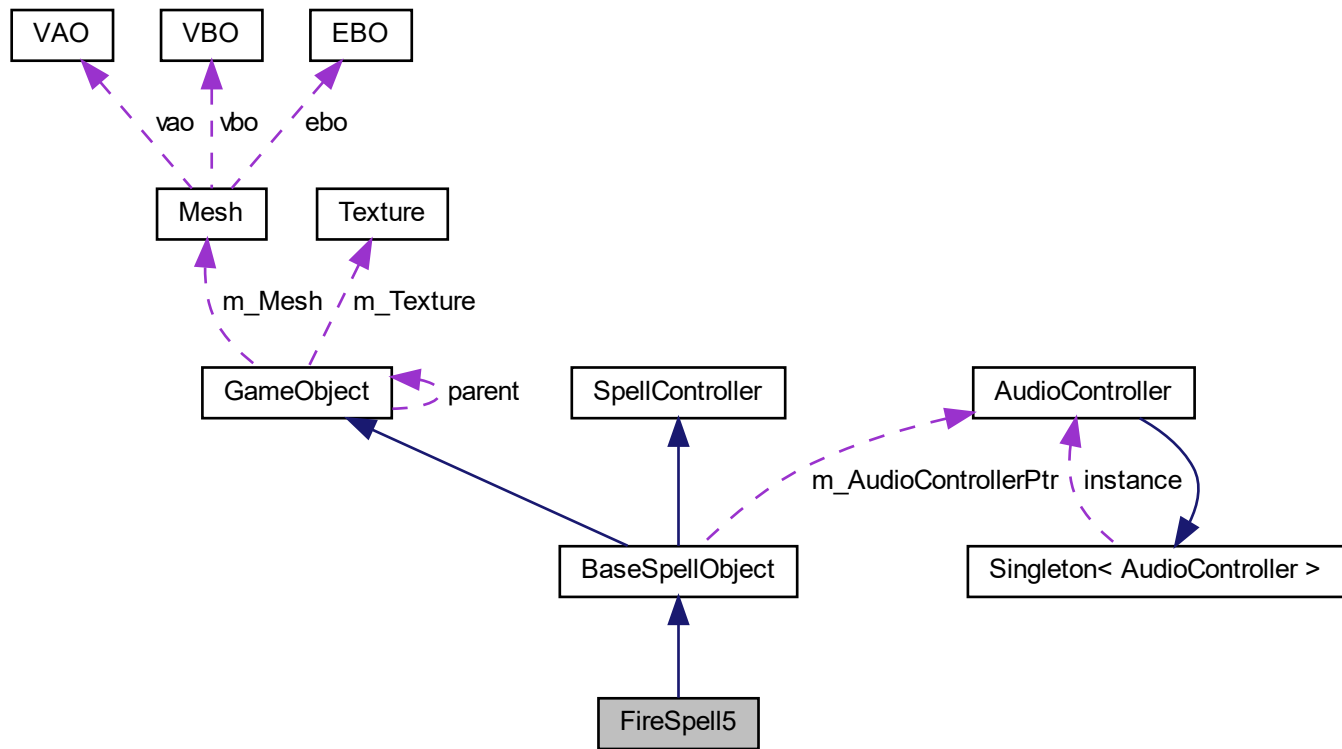 VAO
VBO
EBO
vao
vbo
ebo
Mesh
Texture
m_Mesh
m_Texture
GameObject
parent
SpellController
AudioController
m_AudioControllerPtr
instance
BaseSpellObject
Singleton< AudioController >
FireSpell5